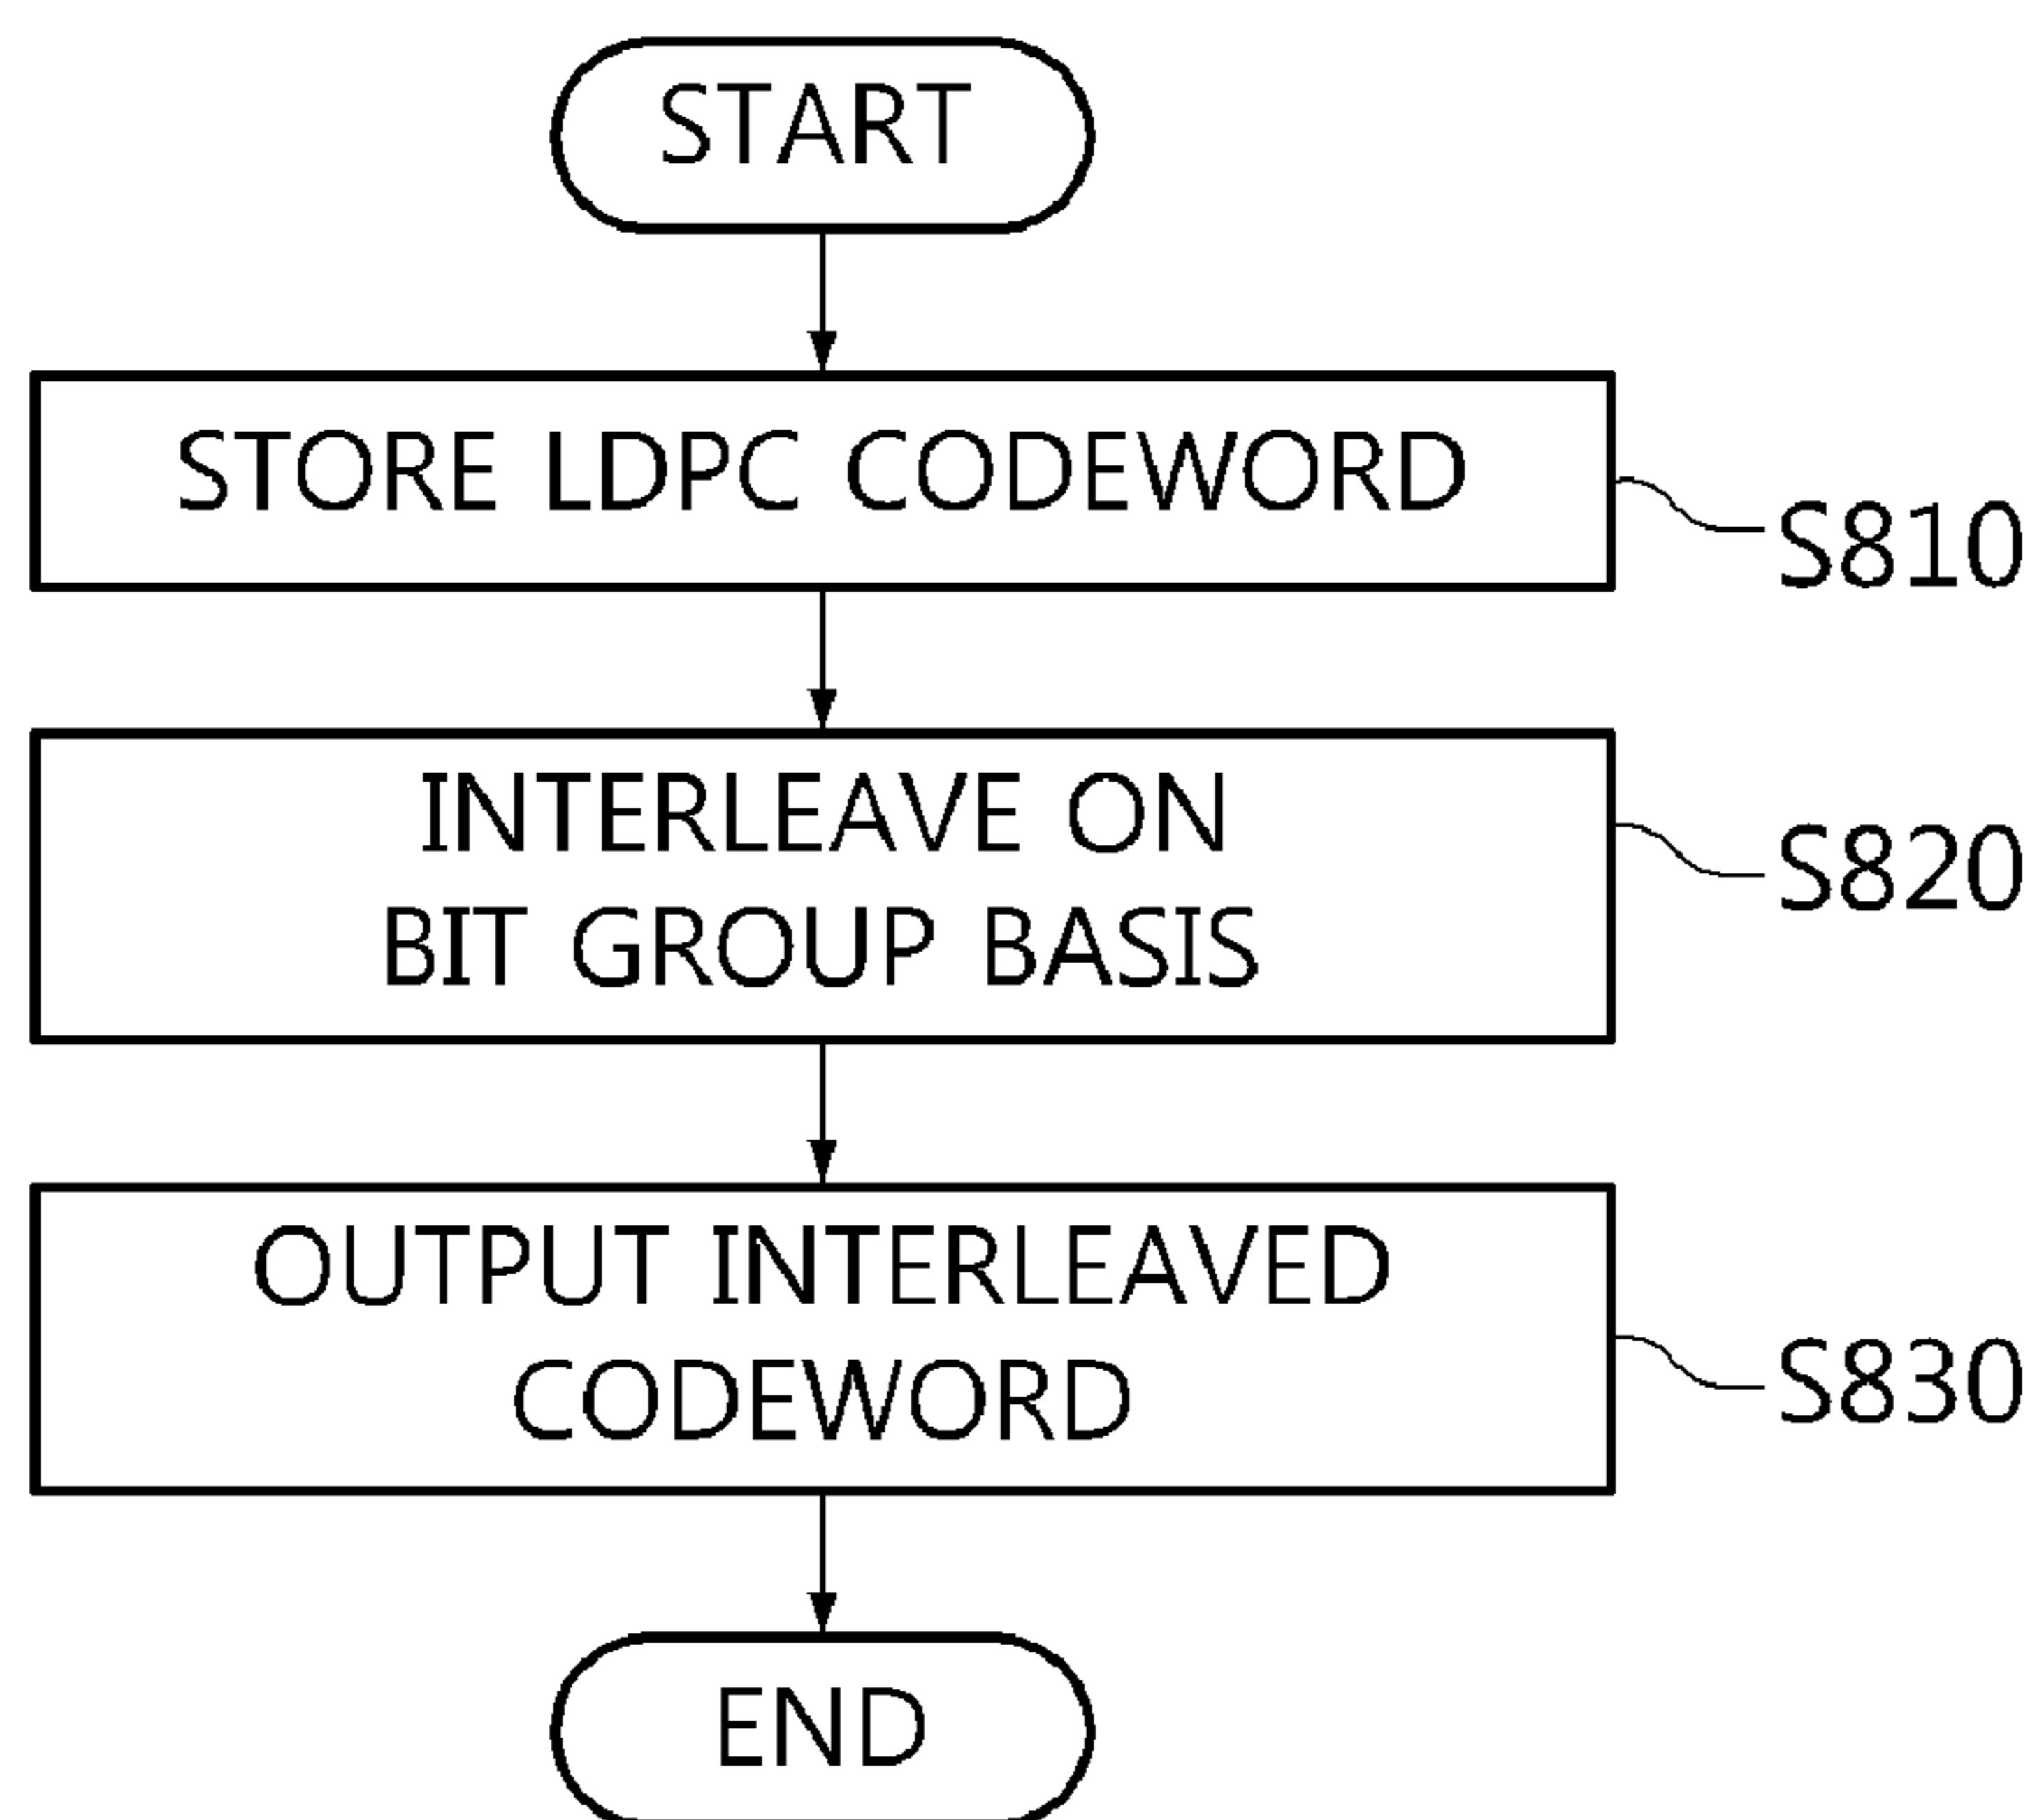 START
STORE LDPC CODEWORD
S810
INTERLEAVE ON
BIT GROUP BASIS
S820
OUTPUT INTERLEAVED
CODEWORD
S830
END